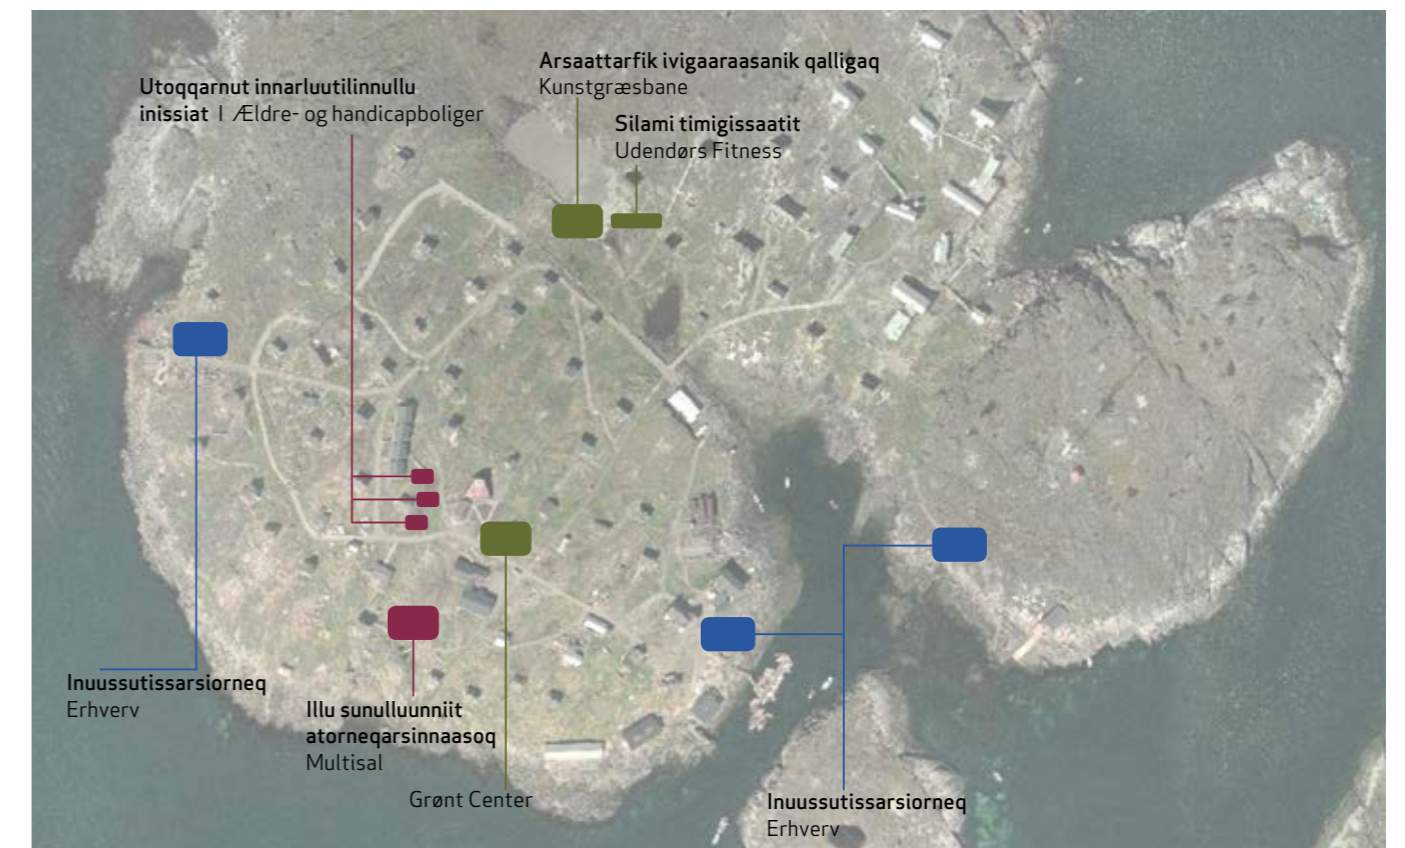 Arsaattarfik ivigaaraasanik qalligaq
Kunstgræsbane
Utoqqarnut innarluutilinnullu
inissiat | Ældre- og handicapboliger
Silami timigissaatit
Udendørs Fitness
Inuussutissarsiorneq
Erhverv
Illu sunulluunniit
atorneqarsinnaasoq
Multisal
Grønt Center
Inuussutissarsiorneq
Erhverv